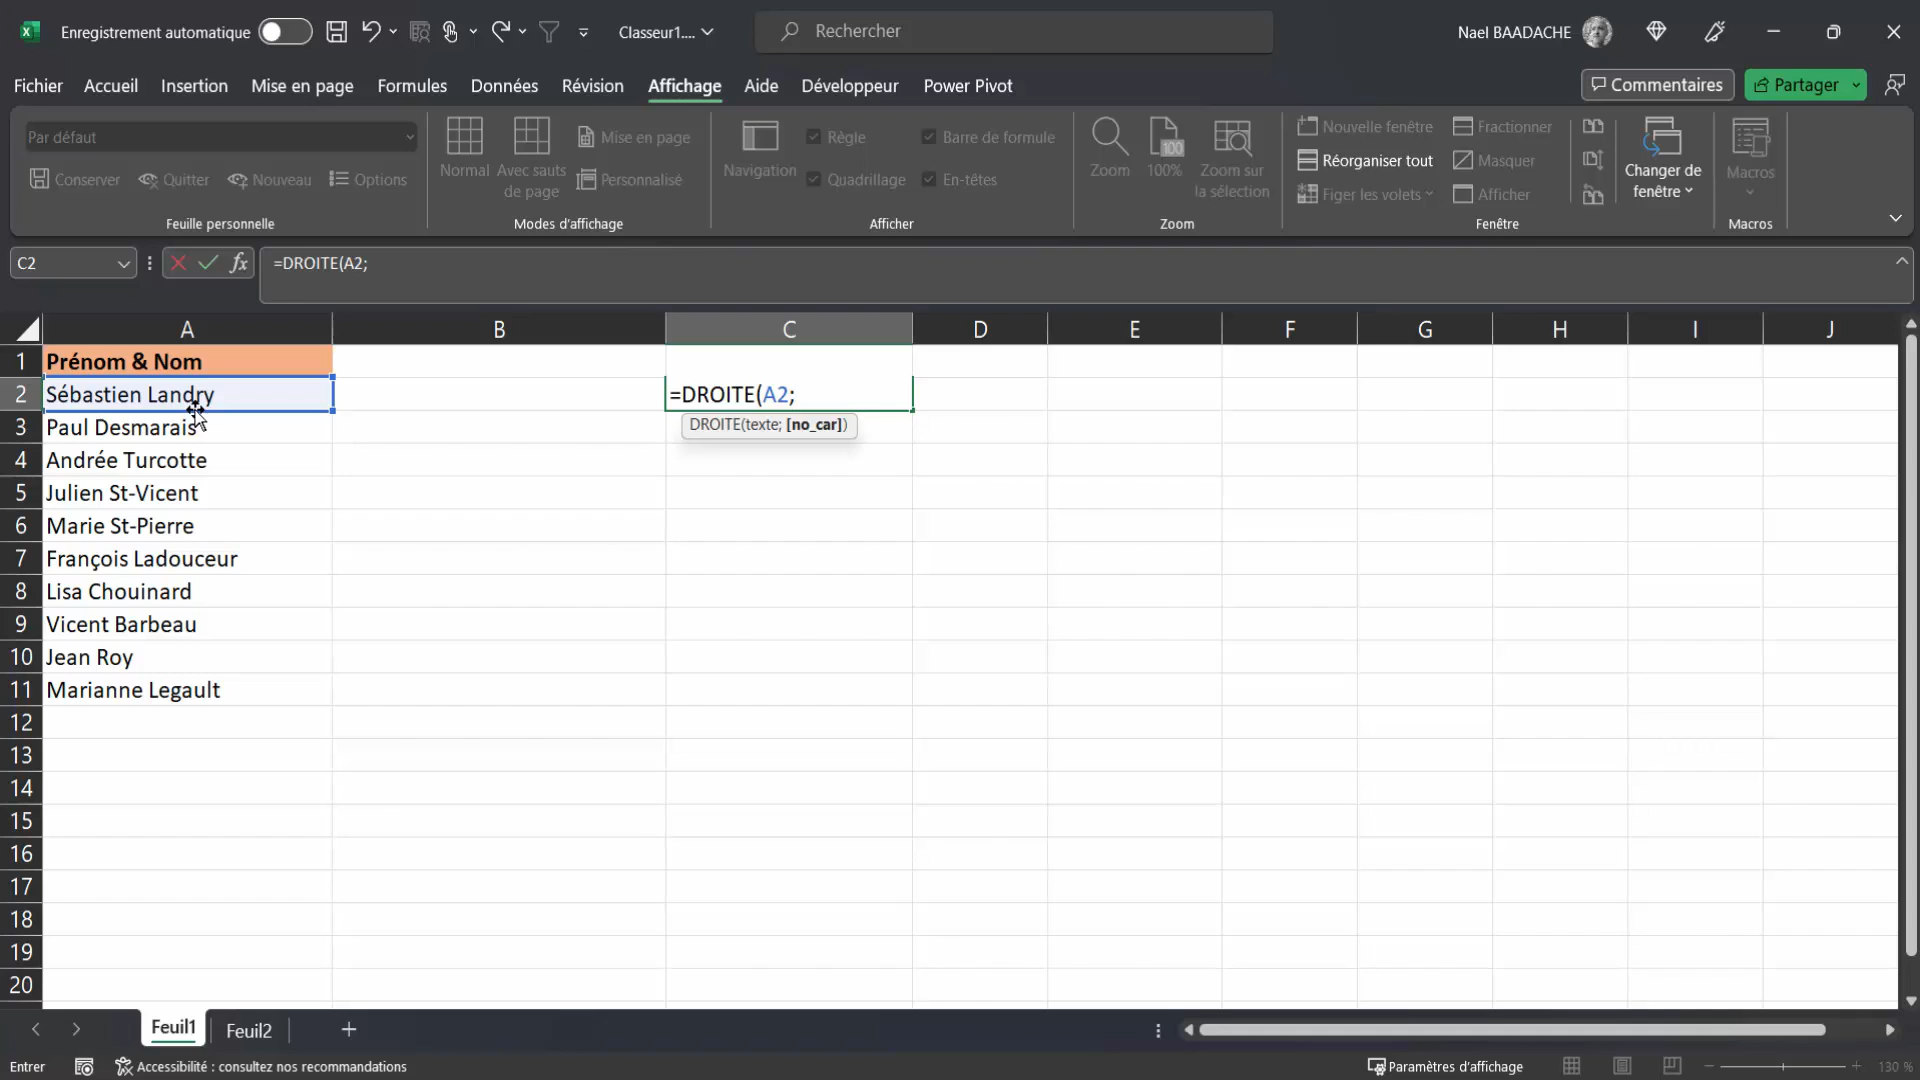 Enregistrement automatique
Classeur1....
Rechercher
Nael BAADACHE
Fichier Accueil Insertion Mise en page Formules Données Révision Affichage Aide Développeur Power Pivot
Commentaires
Partager
Par défaut
Conserver Quitter Nouveau Options
Feuille personnelle
Normal
Avec sauts
de page
Mise en page
Personnalisé
Modes d'affichage
Navigation
Règle
Barre de formule
Quadrillage
En-têtes
Afficher
Zoom
100
100%
Zoom sur
la sélection
Zoom
Nouvelle fenêtre
Réorganiser tout
Figer les volets
Fractionner
Masquer
Afficher
Changer de
fenêtre
Fenêtre
Macros
Macros
C2
fx
=DROITE(A2;
A B C D E F G H I J
1 Prénom & Nom
2 Sébastien Landry =DROITE(A2;
DROITE(texte; [no_car])
3 Paul Desmarais
4 Andrée Turcotte
5 Julien St-Vicent
6 Marie St-Pierre
7 François Ladouceur
8 Lisa Chouinard
9 Vicent Barbeau
10 Jean Roy
11 Marianne Legault
12
13
14
15
16
17
18
19
20
Feuil1 Feuil2
Entrer
Accessibilité : consultez nos recommandations
Paramètres d'affichage
130 %